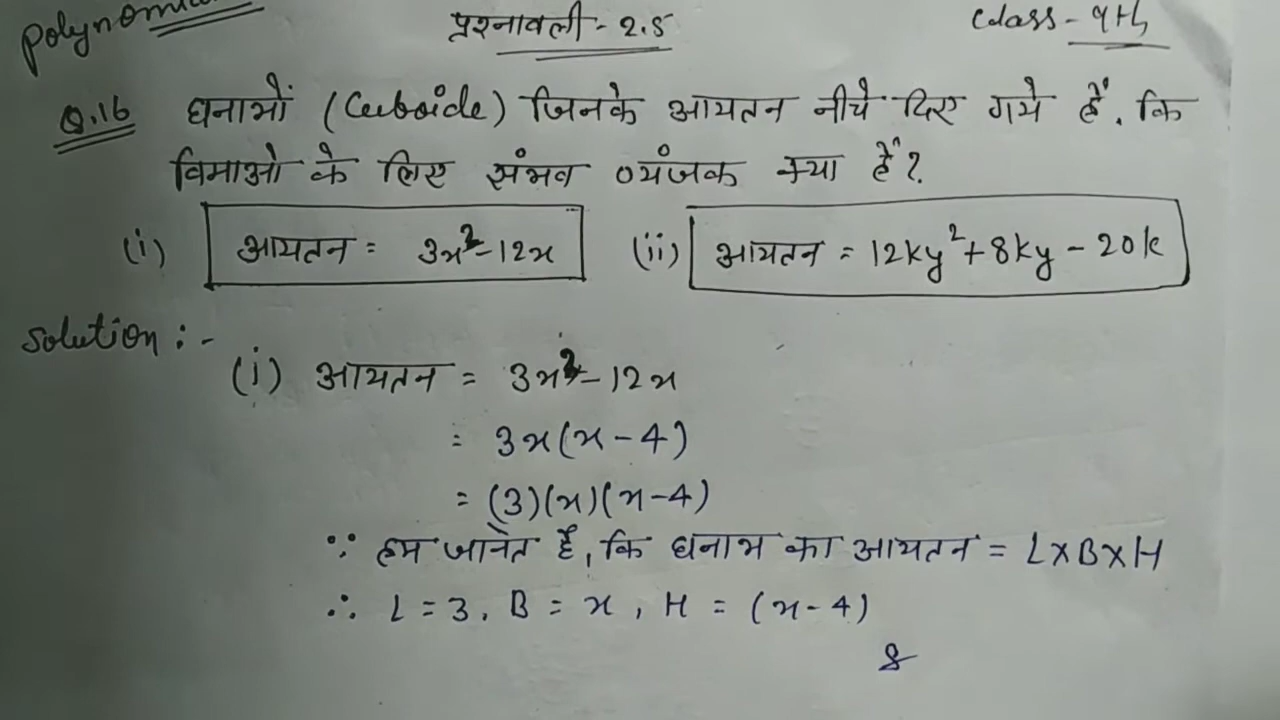 Polynomia
प्रश्नावली - 2.5
Class - 9th
Q.16 घनाभों (Cuboide) जिनके आयतन नीचे दिए गये हैं. कि
विमाओ के लिए संभव व्यंजक क्या हैं?
(i) आयतन = 3x²-12x (ii) आयतन = 12ky²+8ky-20k
Solution :-
(i) आयतन = 3x²-12x
= 3x(x-4)
= (3)(x)(x-4)
∵ हम जानते हैं, कि घनाभ का आयतन = L×B×H
∴ L=3, B=x, H=(x-4)